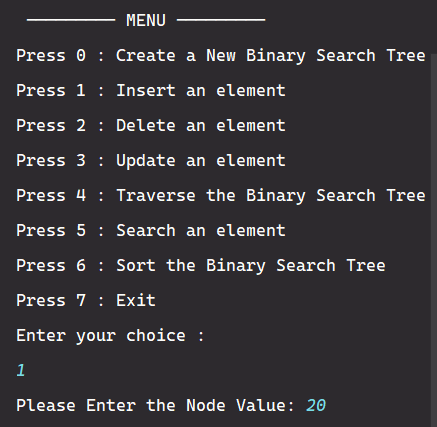 ────────── MENU ──────────
Press 0 : Create a New Binary Search Tree
Press 1 : Insert an element
Press 2 : Delete an element
Press 3 : Update an element
Press 4 : Traverse the Binary Search Tree
Press 5 : Search an element
Press 6 : Sort the Binary Search Tree
Press 7 : Exit
Enter your choice :
1
Please Enter the Node Value: 20